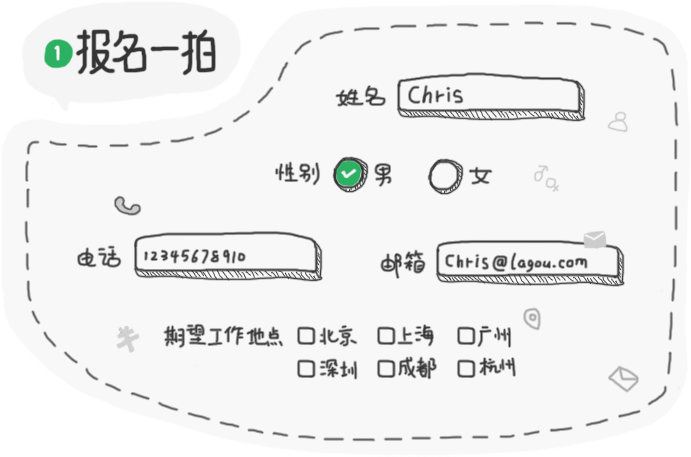 1 报名一拍
姓名 Chris
性别 男 女
电话 12345678910 邮箱 Chris@lagou.com
期望工作地点 北京 上海 广州
深圳 成都 杭州